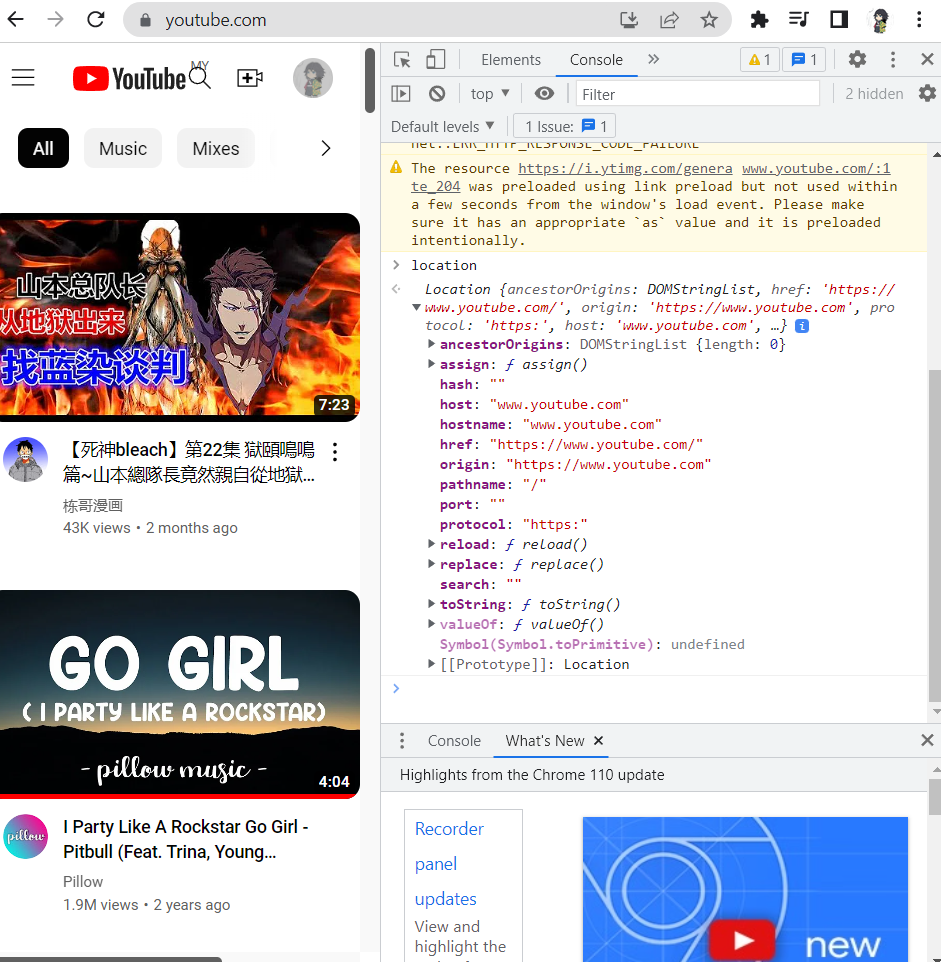 youtube.com
YouTube MY
All Music Mixes
山本总队长
从地狱出来
找蓝染谈判
7:23
【死神bleach】第22集 獄頤鳴鳴
篇~山本總隊長竟然親自從地獄...
栋哥漫画
43K views • 2 months ago
GO GIRL
( I PARTY LIKE A ROCKSTAR)
- pillow music -
4:04
pillow
I Party Like A Rockstar Go Girl -
Pitbull (Feat. Trina, Young...
Pillow
1.9M views • 2 years ago
Elements Console » 1 1
top ▼ Filter 2 hidden
Default levels ▼ 1 Issue: 1
net::ERR_HTTP_RESPONSE_CODE_FAILURE
The resource https://i.ytimg.com/genera www.youtube.com/:1
te_204 was preloaded using link preload but not used within
a few seconds from the window's load event. Please make
sure it has an appropriate `as` value and it is preloaded
intentionally.
location
Location {ancestorOrigins: DOMStringList, href: 'https://
www.youtube.com/', origin: 'https://www.youtube.com', pro
tocol: 'https:', host: 'www.youtube.com', …} i
ancestorOrigins: DOMStringList {length: 0}
assign: ƒ assign()
hash: ""
host: "www.youtube.com"
hostname: "www.youtube.com"
href: "https://www.youtube.com/"
origin: "https://www.youtube.com"
pathname: "/"
port: ""
protocol: "https:"
reload: ƒ reload()
replace: ƒ replace()
search: ""
toString: ƒ toString()
valueOf: ƒ valueOf()
Symbol(Symbol.toPrimitive): undefined
[[Prototype]]: Location
Console What's New ×
Highlights from the Chrome 110 update
Recorder
panel
updates
View and
highlight the
new